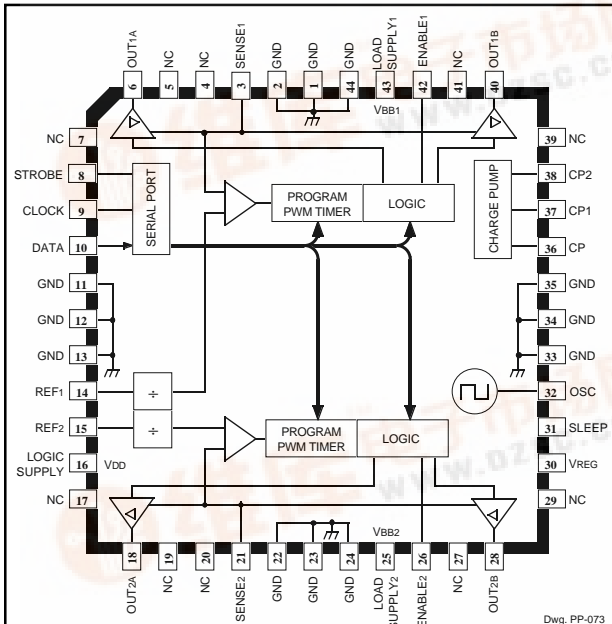 OUT1A
NC
NC
SENSE1
GND
GND
GND
LOAD
SUPPLY1
ENABLE1
NC
OUT1B
6 5 4 3 2 1 44 43 42 41 40
VBB1
NC 7
STROBE 8
CLOCK 9
DATA 10
GND 11
GND 12
GND 13
REF1 14
REF2 15
LOGIC
SUPPLY 16 VDD
NC 17
SERIAL PORT
PROGRAM
PWM TIMER
LOGIC
CHARGE PUMP
÷
÷
PROGRAM
PWM TIMER
LOGIC
39 NC
38 CP2
37 CP1
36 CP
35 GND
34 GND
33 GND
32 OSC
31 SLEEP
30 VREG
29 NC
VBB2
18 19 20 21 22 23 24 25 26 27 28
OUT2A
NC
NC
SENSE2
GND
GND
GND
LOAD
SUPPLY2
ENABLE2
NC
OUT2B
Dwg. PP-073